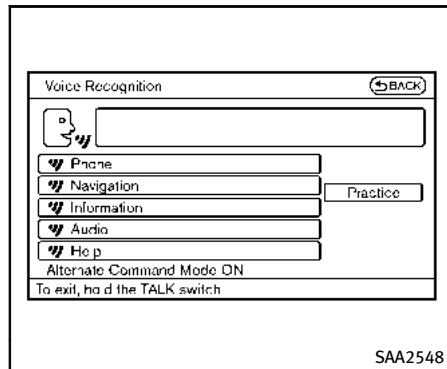 Voice Recognition
BACK
Phone
Navigation
Practice
Information
Audio
Help
Alternate Command Mode ON
To exit, hold the TALK switch
SAA2548